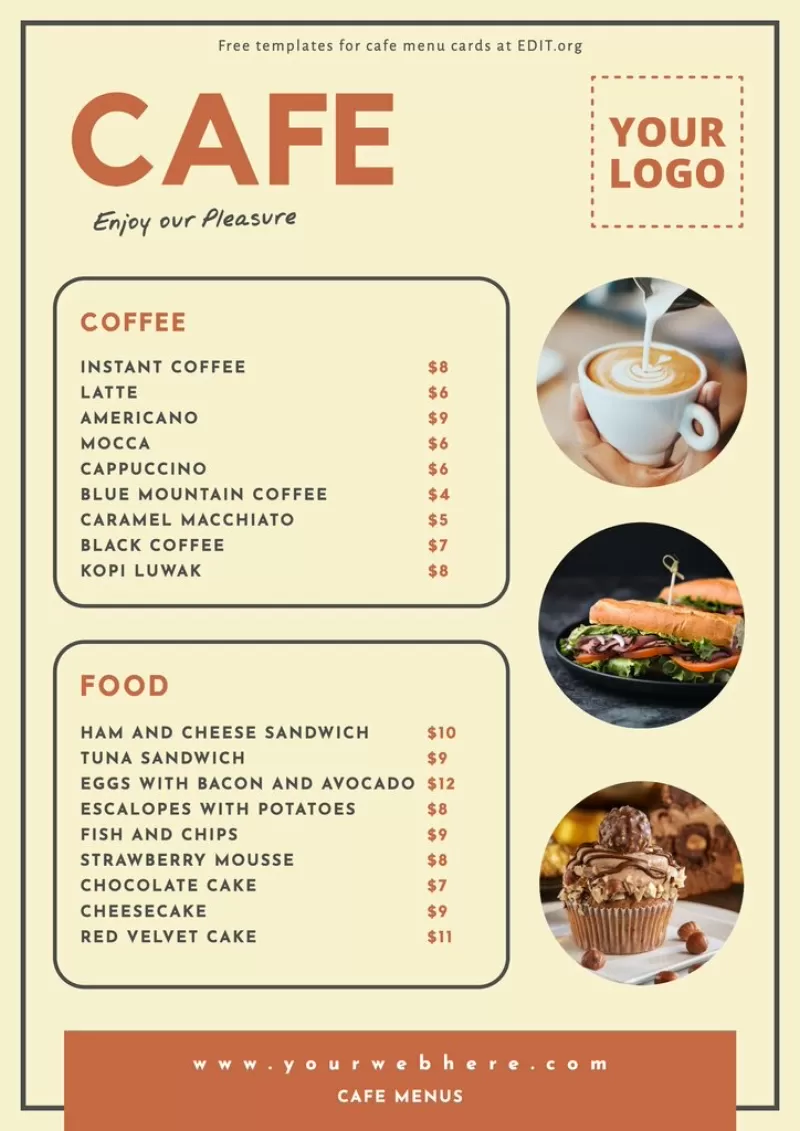 Free templates for cafe menu cards at EDIT.org
CAFE
Enjoy our Pleasure
YOUR
LOGO
COFFEE
INSTANT COFFEE $8
LATTE $6
AMERICANO $9
MOCCA $6
CAPPUCCINO $6
BLUE MOUNTAIN COFFEE $4
CARAMEL MACCHIATO $5
BLACK COFFEE $7
KOPI LUWAK $8
FOOD
HAM AND CHEESE SANDWICH $10
TUNA SANDWICH $9
EGGS WITH BACON AND AVOCADO $12
ESCALOPES WITH POTATOES $8
FISH AND CHIPS $9
STRAWBERRY MOUSSE $8
CHOCOLATE CAKE $7
CHEESECAKE $9
RED VELVET CAKE $11
www.yourwebhere.com
CAFE MENUS